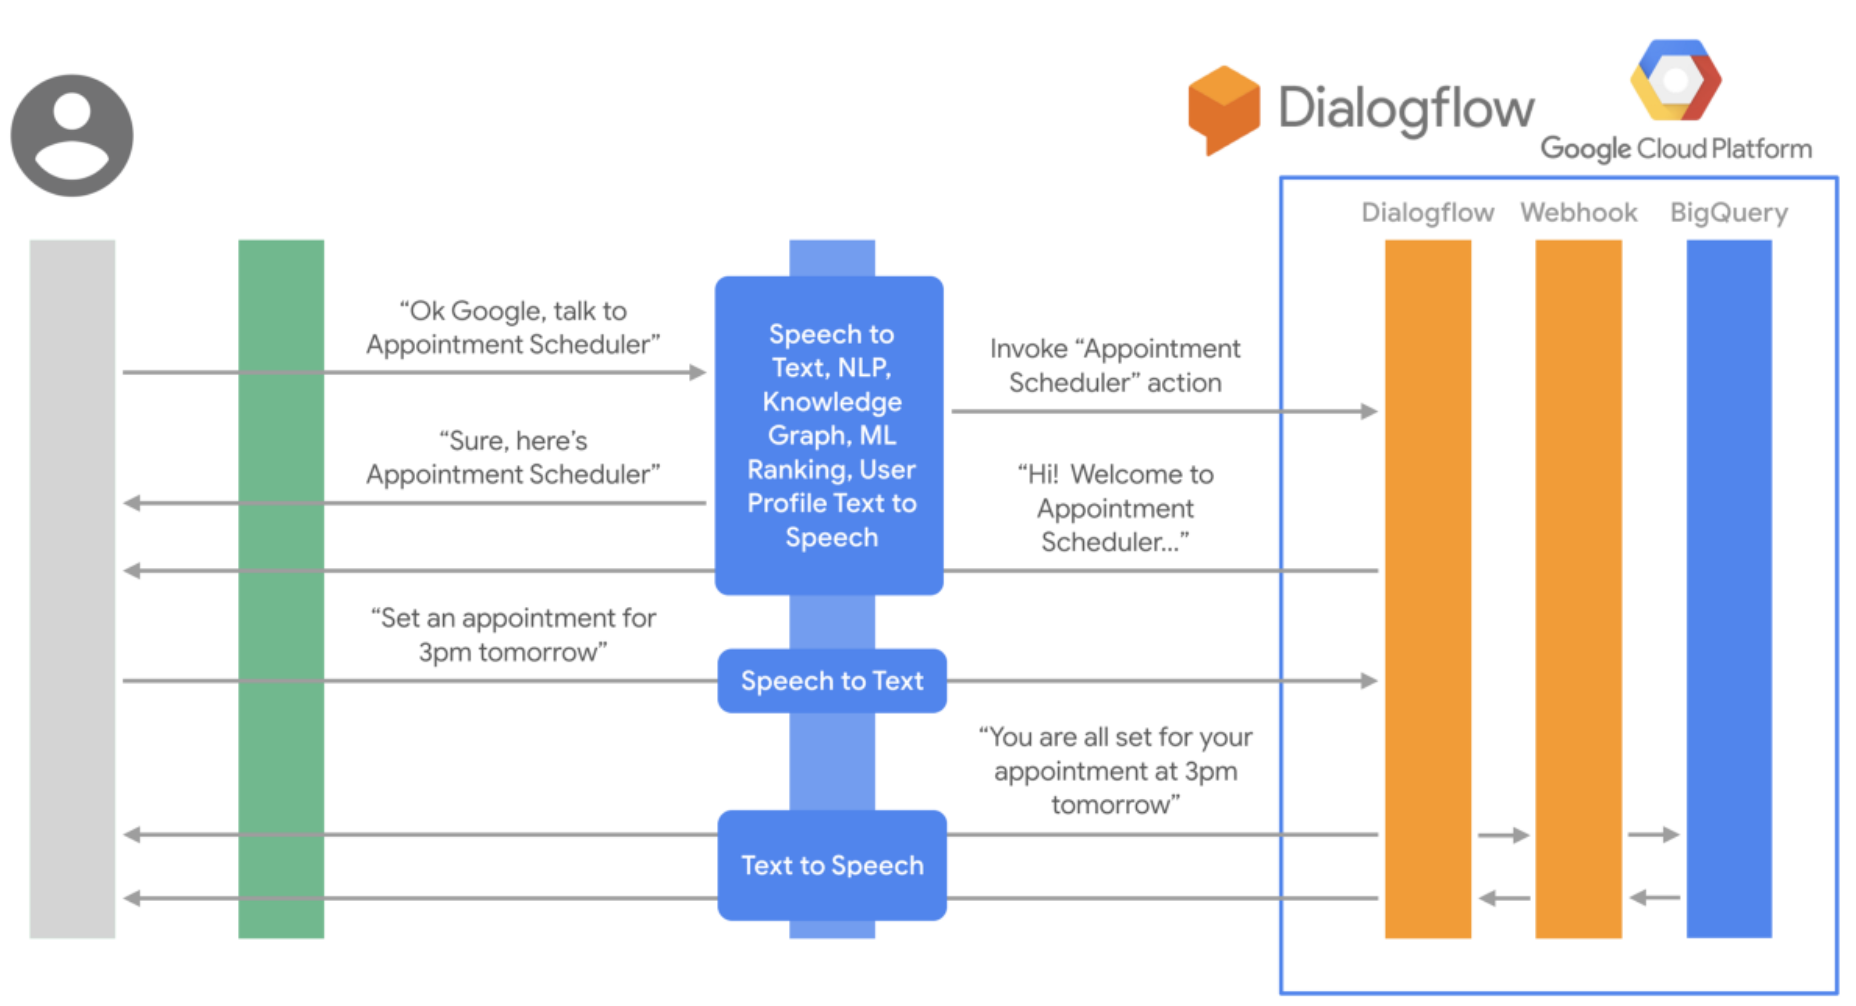 Dialogflow
Google Cloud Platform
Dialogflow Webhook BigQuery
“Ok Google, talk to
Appointment Scheduler”
“Sure, here’s
Appointment Scheduler”
“Set an appointment for
3pm tomorrow”
Speech to
Text, NLP,
Knowledge
Graph, ML
Ranking, User
Profile Text to
Speech
Speech to Text
Text to Speech
Invoke “Appointment
Scheduler” action
“Hi! Welcome to
Appointment
Scheduler...”
“You are all set for your
appointment at 3pm
tomorrow”